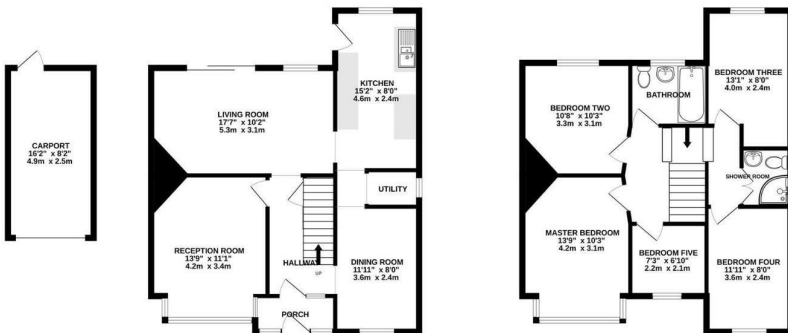 CARPORT
16'2" x 8'2"
4.9m x 2.5m
LIVING ROOM
17'7" x 10'2"
5.3m x 3.1m
KITCHEN
15'2" x 8'0"
4.6m x 2.4m
UTILITY
RECEPTION ROOM
13'9" x 11'1"
4.2m x 3.4m
HALLWAY
UP
DINING ROOM
11'11" x 8'0"
3.6m x 2.4m
PORCH
BEDROOM TWO
10'8" x 10'3"
3.3m x 3.1m
BATHROOM
BEDROOM THREE
13'1" x 8'0"
4.0m x 2.4m
SHOWER ROOM
MASTER BEDROOM
13'9" x 10'3"
4.2m x 3.1m
BEDROOM FIVE
7'3" x 6'10"
2.2m x 2.1m
BEDROOM FOUR
11'11" x 8'0"
3.6m x 2.4m